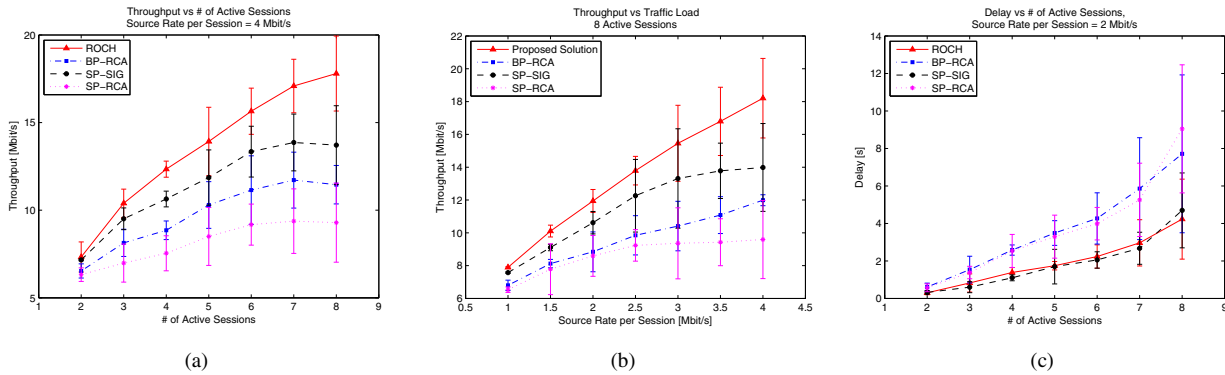 Throughput vs # of Active Sessions
Source Rate per Session = 4 Mbit/s
20
15
10
5
Throughput [Mbit/s]
ROCH
BP−RCA
SP−SIG
SP−RCA
1 2 3 4 5 6 7 8 9
# of Active Sessions
(a)
Throughput vs Traffic Load
8 Active Sessions
22
20
18
16
14
12
10
8
6
Throughput [Mbit/s]
Proposed Solution
BP−RCA
SP−SIG
SP−RCA
0.5 1 1.5 2 2.5 3 3.5 4 4.5
Source Rate per Session [Mbit/s]
(b)
Delay vs # of Active Sessions,
Source Rate per Session = 2 Mbit/s
14
12
10
8
6
4
2
0
Delay [s]
ROCH
BP−RCA
SP−SIG
SP−RCA
1 2 3 4 5 6 7 8 9
# of Active Sessions
(c)